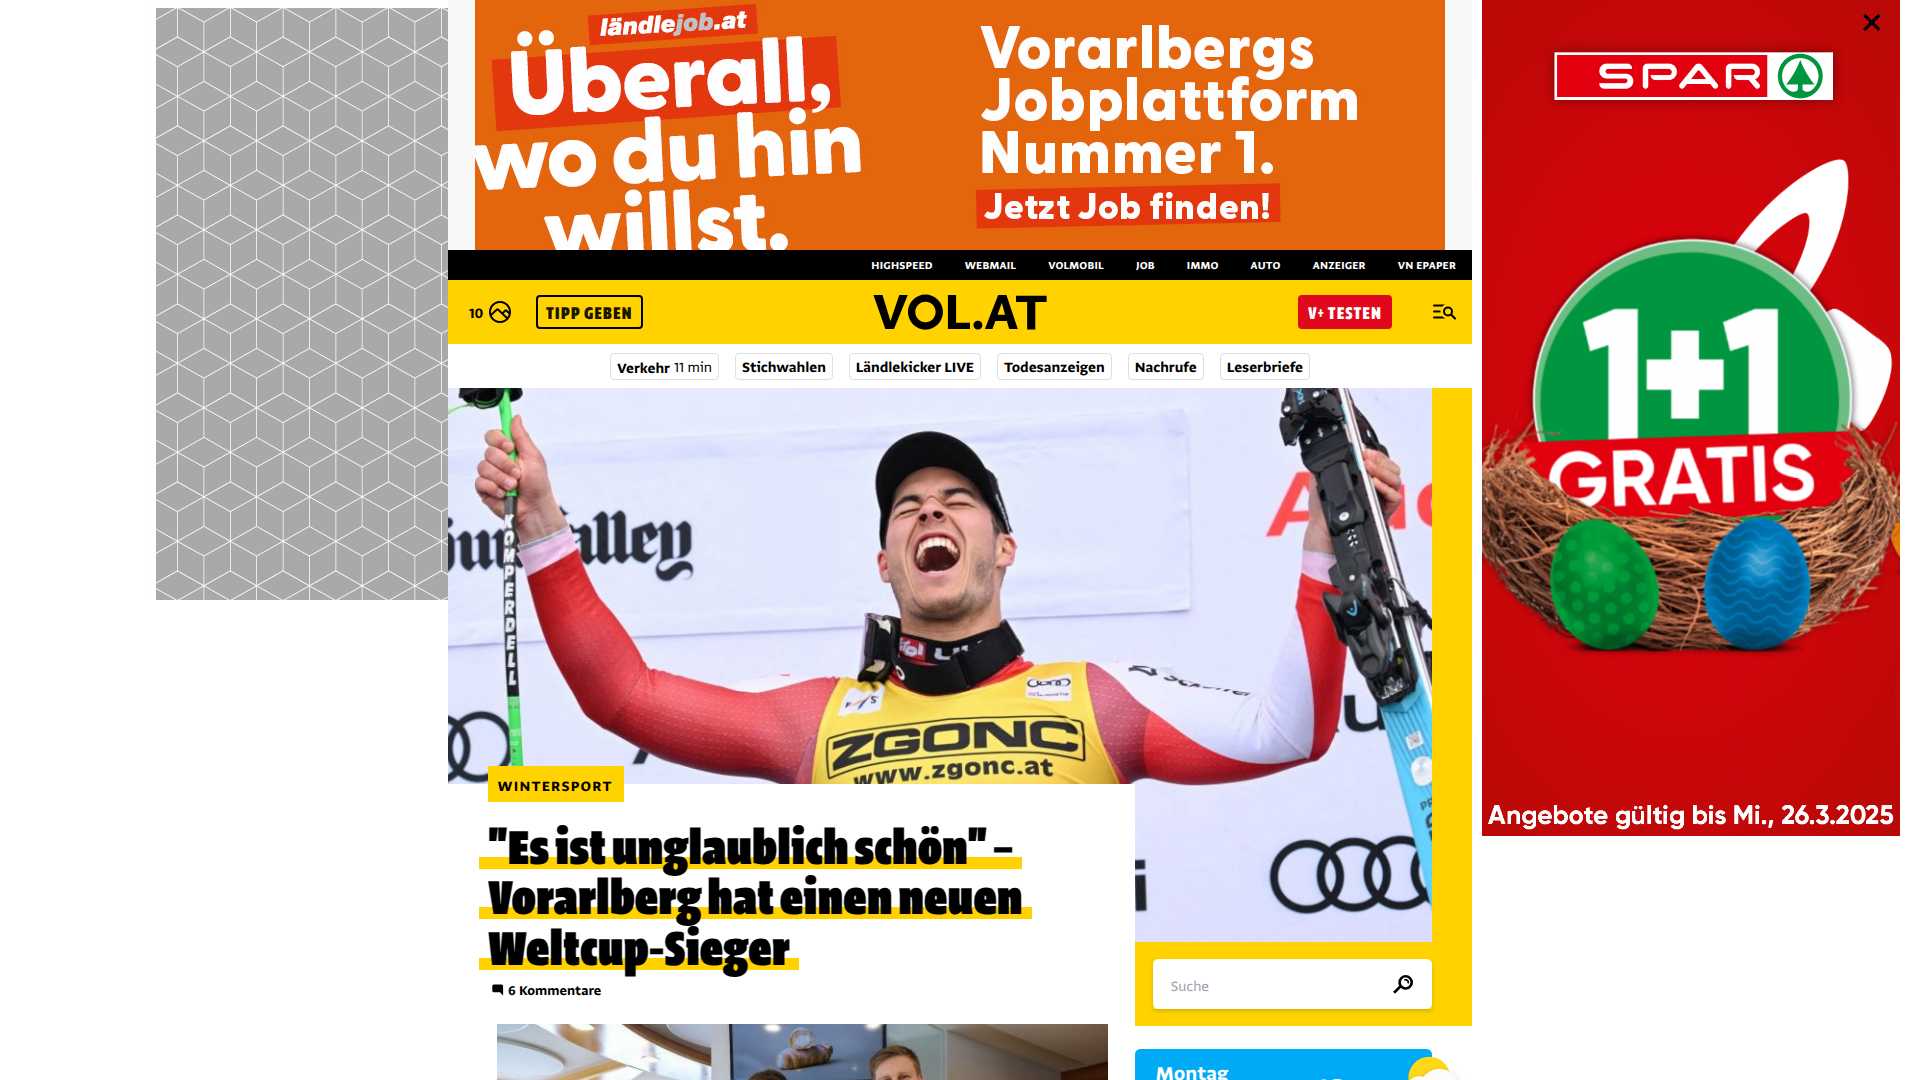 ländlejob.at
Überall,
wo du hin
willst.
Vorarlbergs
Jobplattform
Nummer 1.
Jetzt Job finden!
SPAR
1+1
GRATIS
Angebote gültig bis Mi., 26.3.2025
HIGHSPEED WEBMAIL VOLMOBIL JOB IMMO AUTO ANZEIGER VN EPAPER
10 TIPP GEBEN VOL.AT V+ TESTEN
Verkehr 11 min Stichwahlen Ländlekicker LIVE Todesanzeigen Nachrufe Leserbriefe
KOMPERDELL
ZGONC
www.zgonc.at
WINTERSPORT
"Es ist unglaublich schön" –
Vorarlberg hat einen neuen
Weltcup-Sieger
6 Kommentare
Suche
Montag